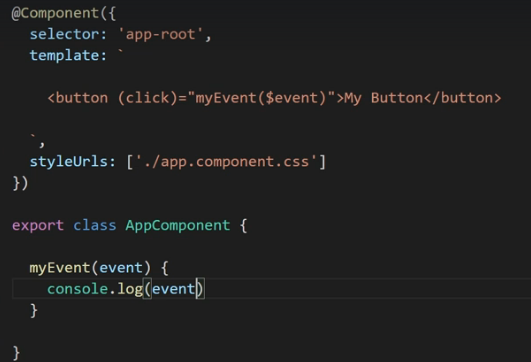 @Component({
  selector: 'app-root',
  template: `
    <button (click)="myEvent($event)">My Button</button>
  `,
  styleUrls: ['./app.component.css']
})
export class AppComponent {
  myEvent(event) {
    console.log(event)
  }
}